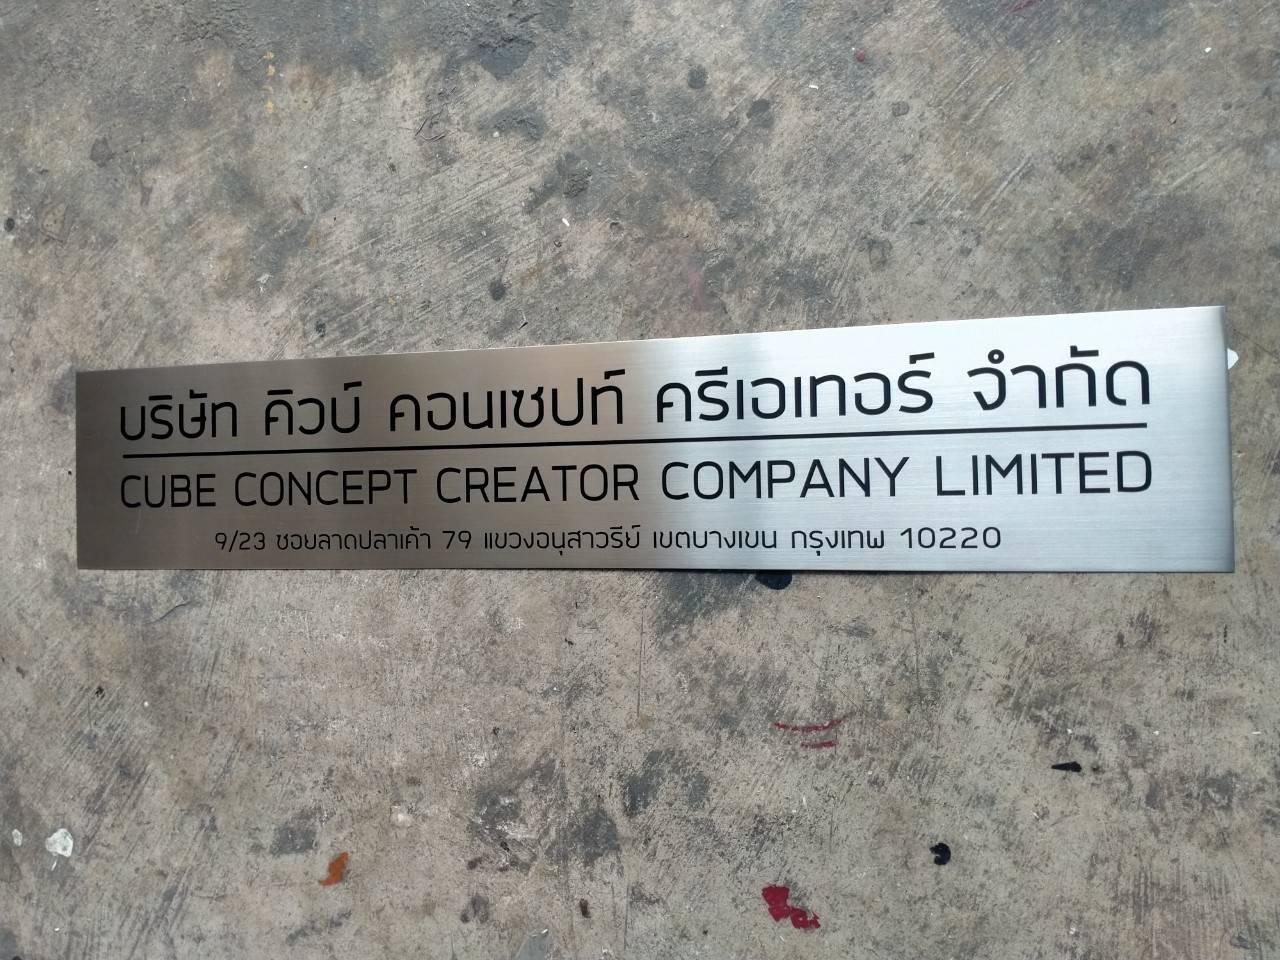 บริษัท คิวบ์ คอนเซปท์ ครีเอเทอร์ จำกัด
CUBE CONCEPT CREATOR COMPANY LIMITED
9/23 ซอยลาดปลาเค้า 79 แขวงอนุสาวรีย์ เขตบางเขน กรุงเทพ 10220